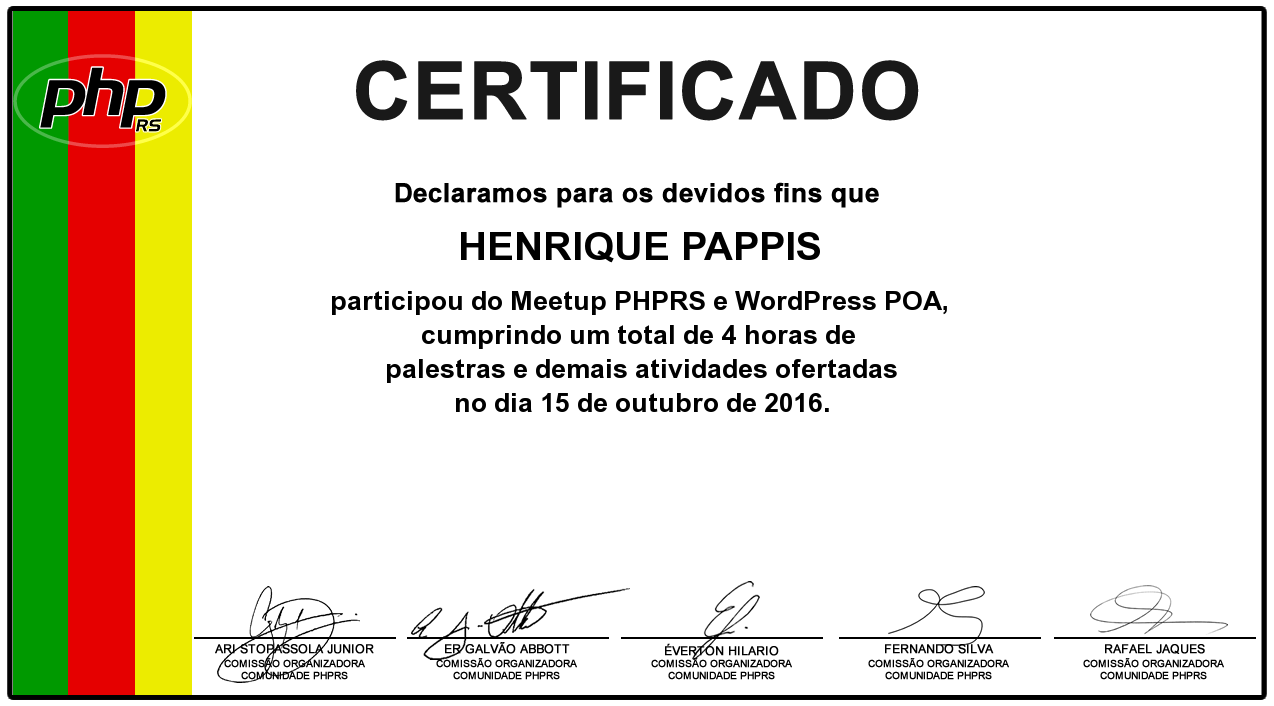 php
RS
CERTIFICADO
Declaramos para os devidos fins que
HENRIQUE PAPPIS
participou do Meetup PHPRS e WordPress POA,
cumprindo um total de 4 horas de
palestras e demais atividades ofertadas
no dia 15 de outubro de 2016.
ARI STOPASSOLA JUNIOR
COMISSÃO ORGANIZADORA
COMUNIDADE PHPRS
ER GALVÃO ABBOTT
COMISSÃO ORGANIZADORA
COMUNIDADE PHPRS
ÉVERTON HILARIO
COMISSÃO ORGANIZADORA
COMUNIDADE PHPRS
FERNANDO SILVA
COMISSÃO ORGANIZADORA
COMUNIDADE PHPRS
RAFAEL JAQUES
COMISSÃO ORGANIZADORA
COMUNIDADE PHPRS